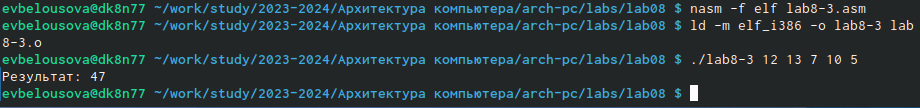 evbelousova@dk8n77 ~/work/study/2023-2024/Архитектура компьютера/arch-pc/labs/lab08 $ nasm -f elf lab8-3.asm
evbelousova@dk8n77 ~/work/study/2023-2024/Архитектура компьютера/arch-pc/labs/lab08 $ ld -m elf_i386 -o lab8-3 lab
8-3.o
evbelousova@dk8n77 ~/work/study/2023-2024/Архитектура компьютера/arch-pc/labs/lab08 $ ./lab8-3 12 13 7 10 5
Результат: 47
evbelousova@dk8n77 ~/work/study/2023-2024/Архитектура компьютера/arch-pc/labs/lab08 $